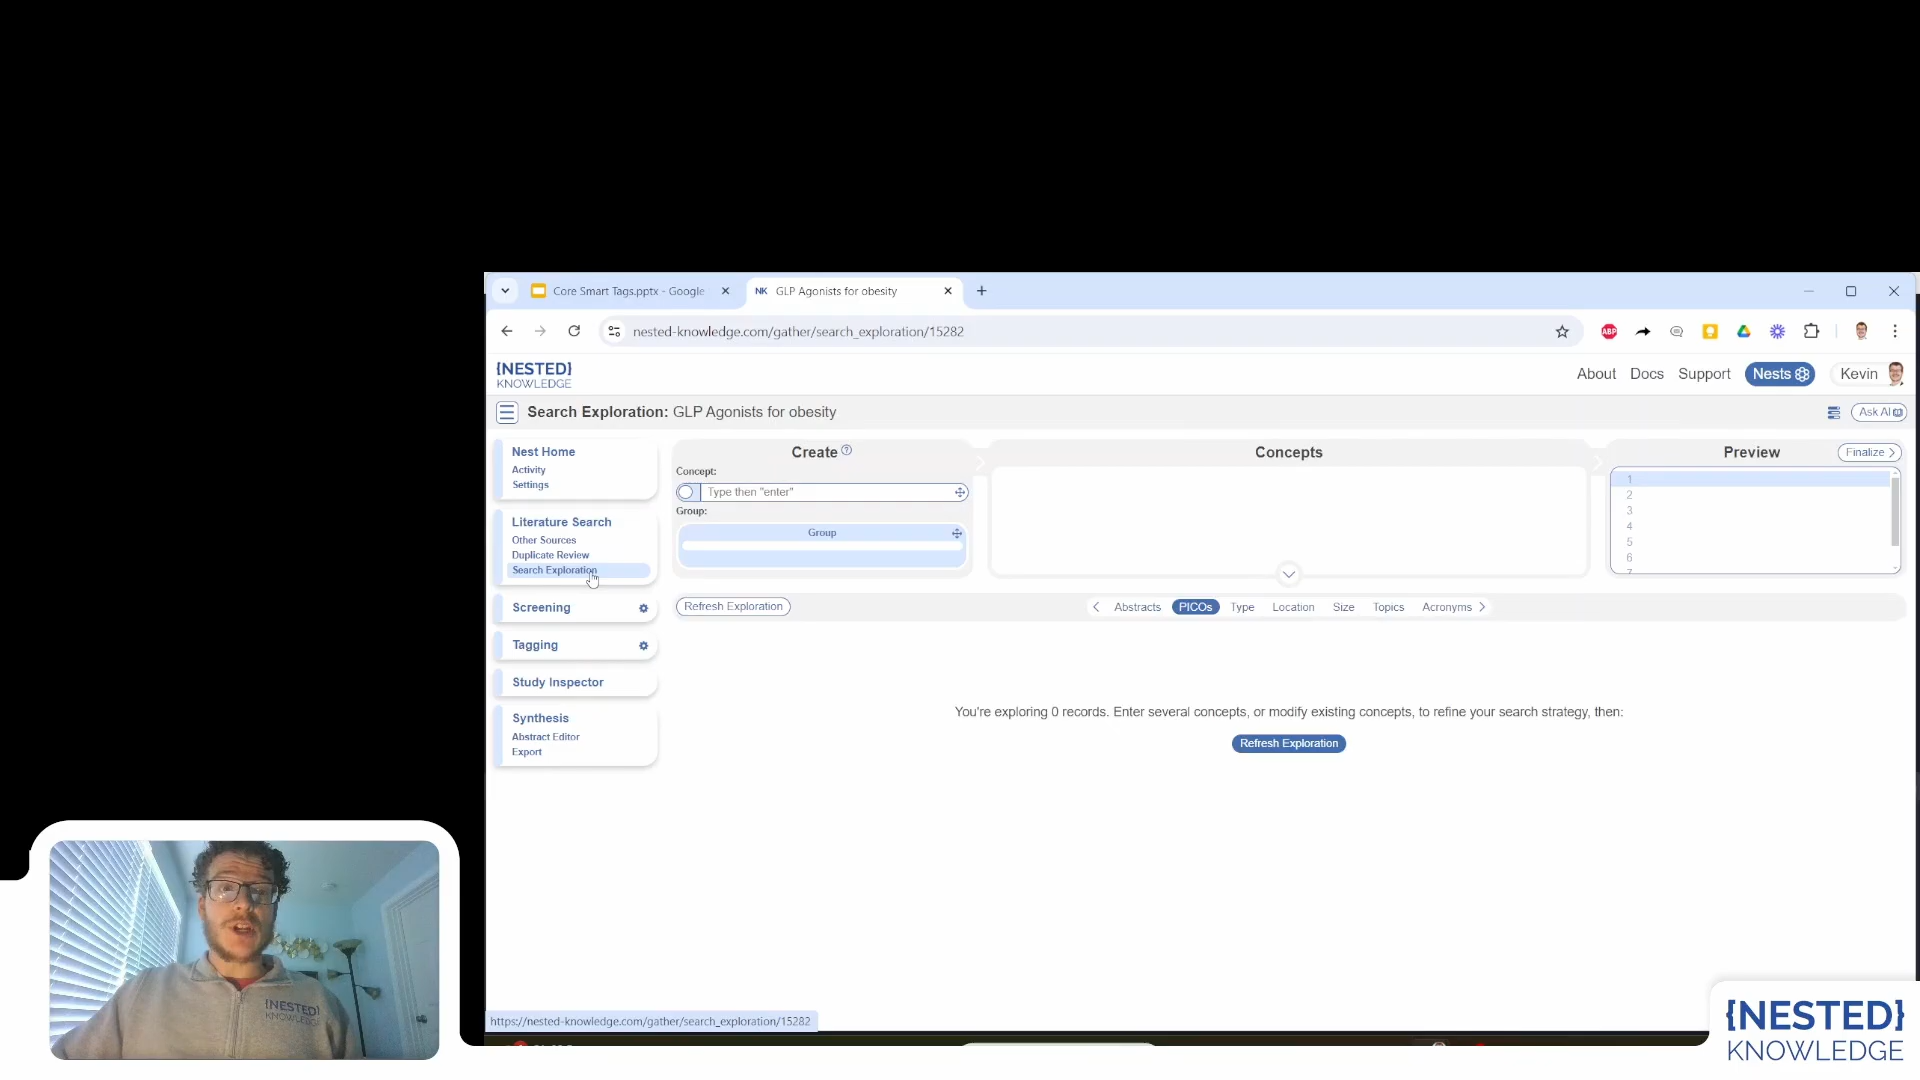 Core Smart Tags.pptx - Google
NK GLP Agonists for obesity
nested-knowledge.com/gather/search_exploration/15282
ABP
{NESTED}
KNOWLEDGE
About Docs Support Nests Kevin
Search Exploration: GLP Agonists for obesity
Ask AI
Nest Home
Activity
Settings
Literature Search
Other Sources
Duplicate Review
Search Exploration
Screening
Tagging
Study Inspector
Synthesis
Abstract Editor
Export
Create ?
Concept:
Type then "enter"
Group:
Group
Concepts
Preview Finalize
1
2
3
4
5
6
7
Refresh Exploration
Abstracts PICOs Type Location Size Topics Acronyms
You're exploring 0 records. Enter several concepts, or modify existing concepts, to refine your search strategy, then:
Refresh Exploration
https://nested-knowledge.com/gather/search_exploration/15282
{NESTED}
KNOWLEDGE
{NESTED}
KNOWLEDGE